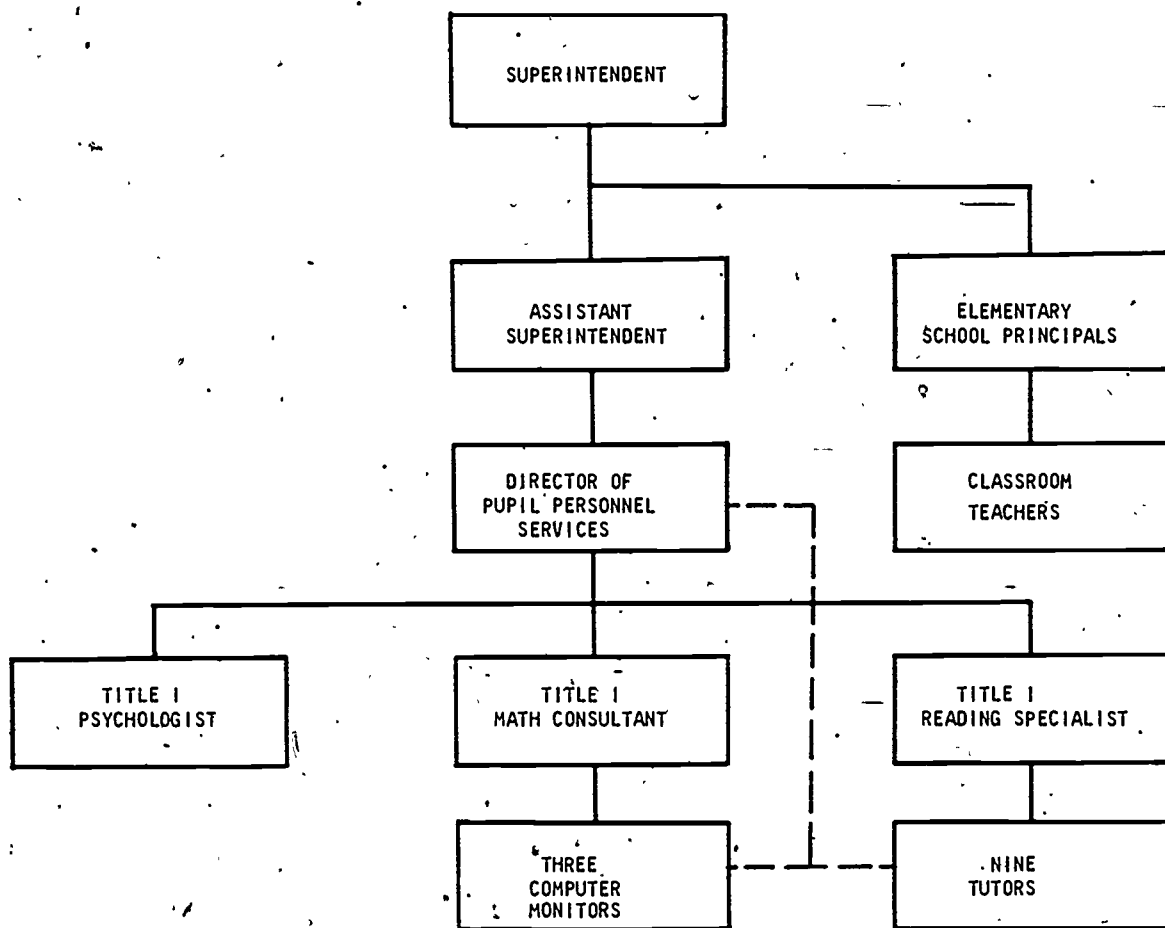 SUPERINTENDENT
ASSISTANT
SUPERINTENDENT
ELEMENTARY
SCHOOL PRINCIPALS
DIRECTOR OF
PUPIL PERSONNEL
SERVICES
CLASSROOM
TEACHERS
TITLE I
PSYCHOLOGIST
TITLE I
MATH CONSULTANT
TITLE I
READING SPECIALIST
THREE
COMPUTER
MONITORS
NINE
TUTORS